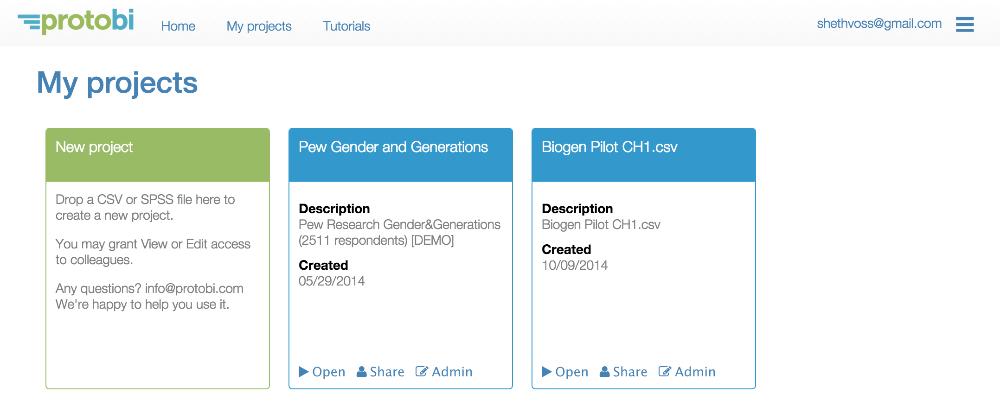 protobi
Home
My projects
Tutorials
shethvoss@gmail.com
My projects
New project
Drop a CSV or SPSS file here to
create a new project.
You may grant View or Edit access
to colleagues.
Any questions? info@protobi.com
We're happy to help you use it.
Pew Gender and Generations
Description
Pew Research Gender&Generations
(2511 respondents) [DEMO]
Created
05/29/2014
Open Share Admin
Biogen Pilot CH1.csv
Description
Biogen Pilot CH1.csv
Created
10/09/2014
Open Share Admin